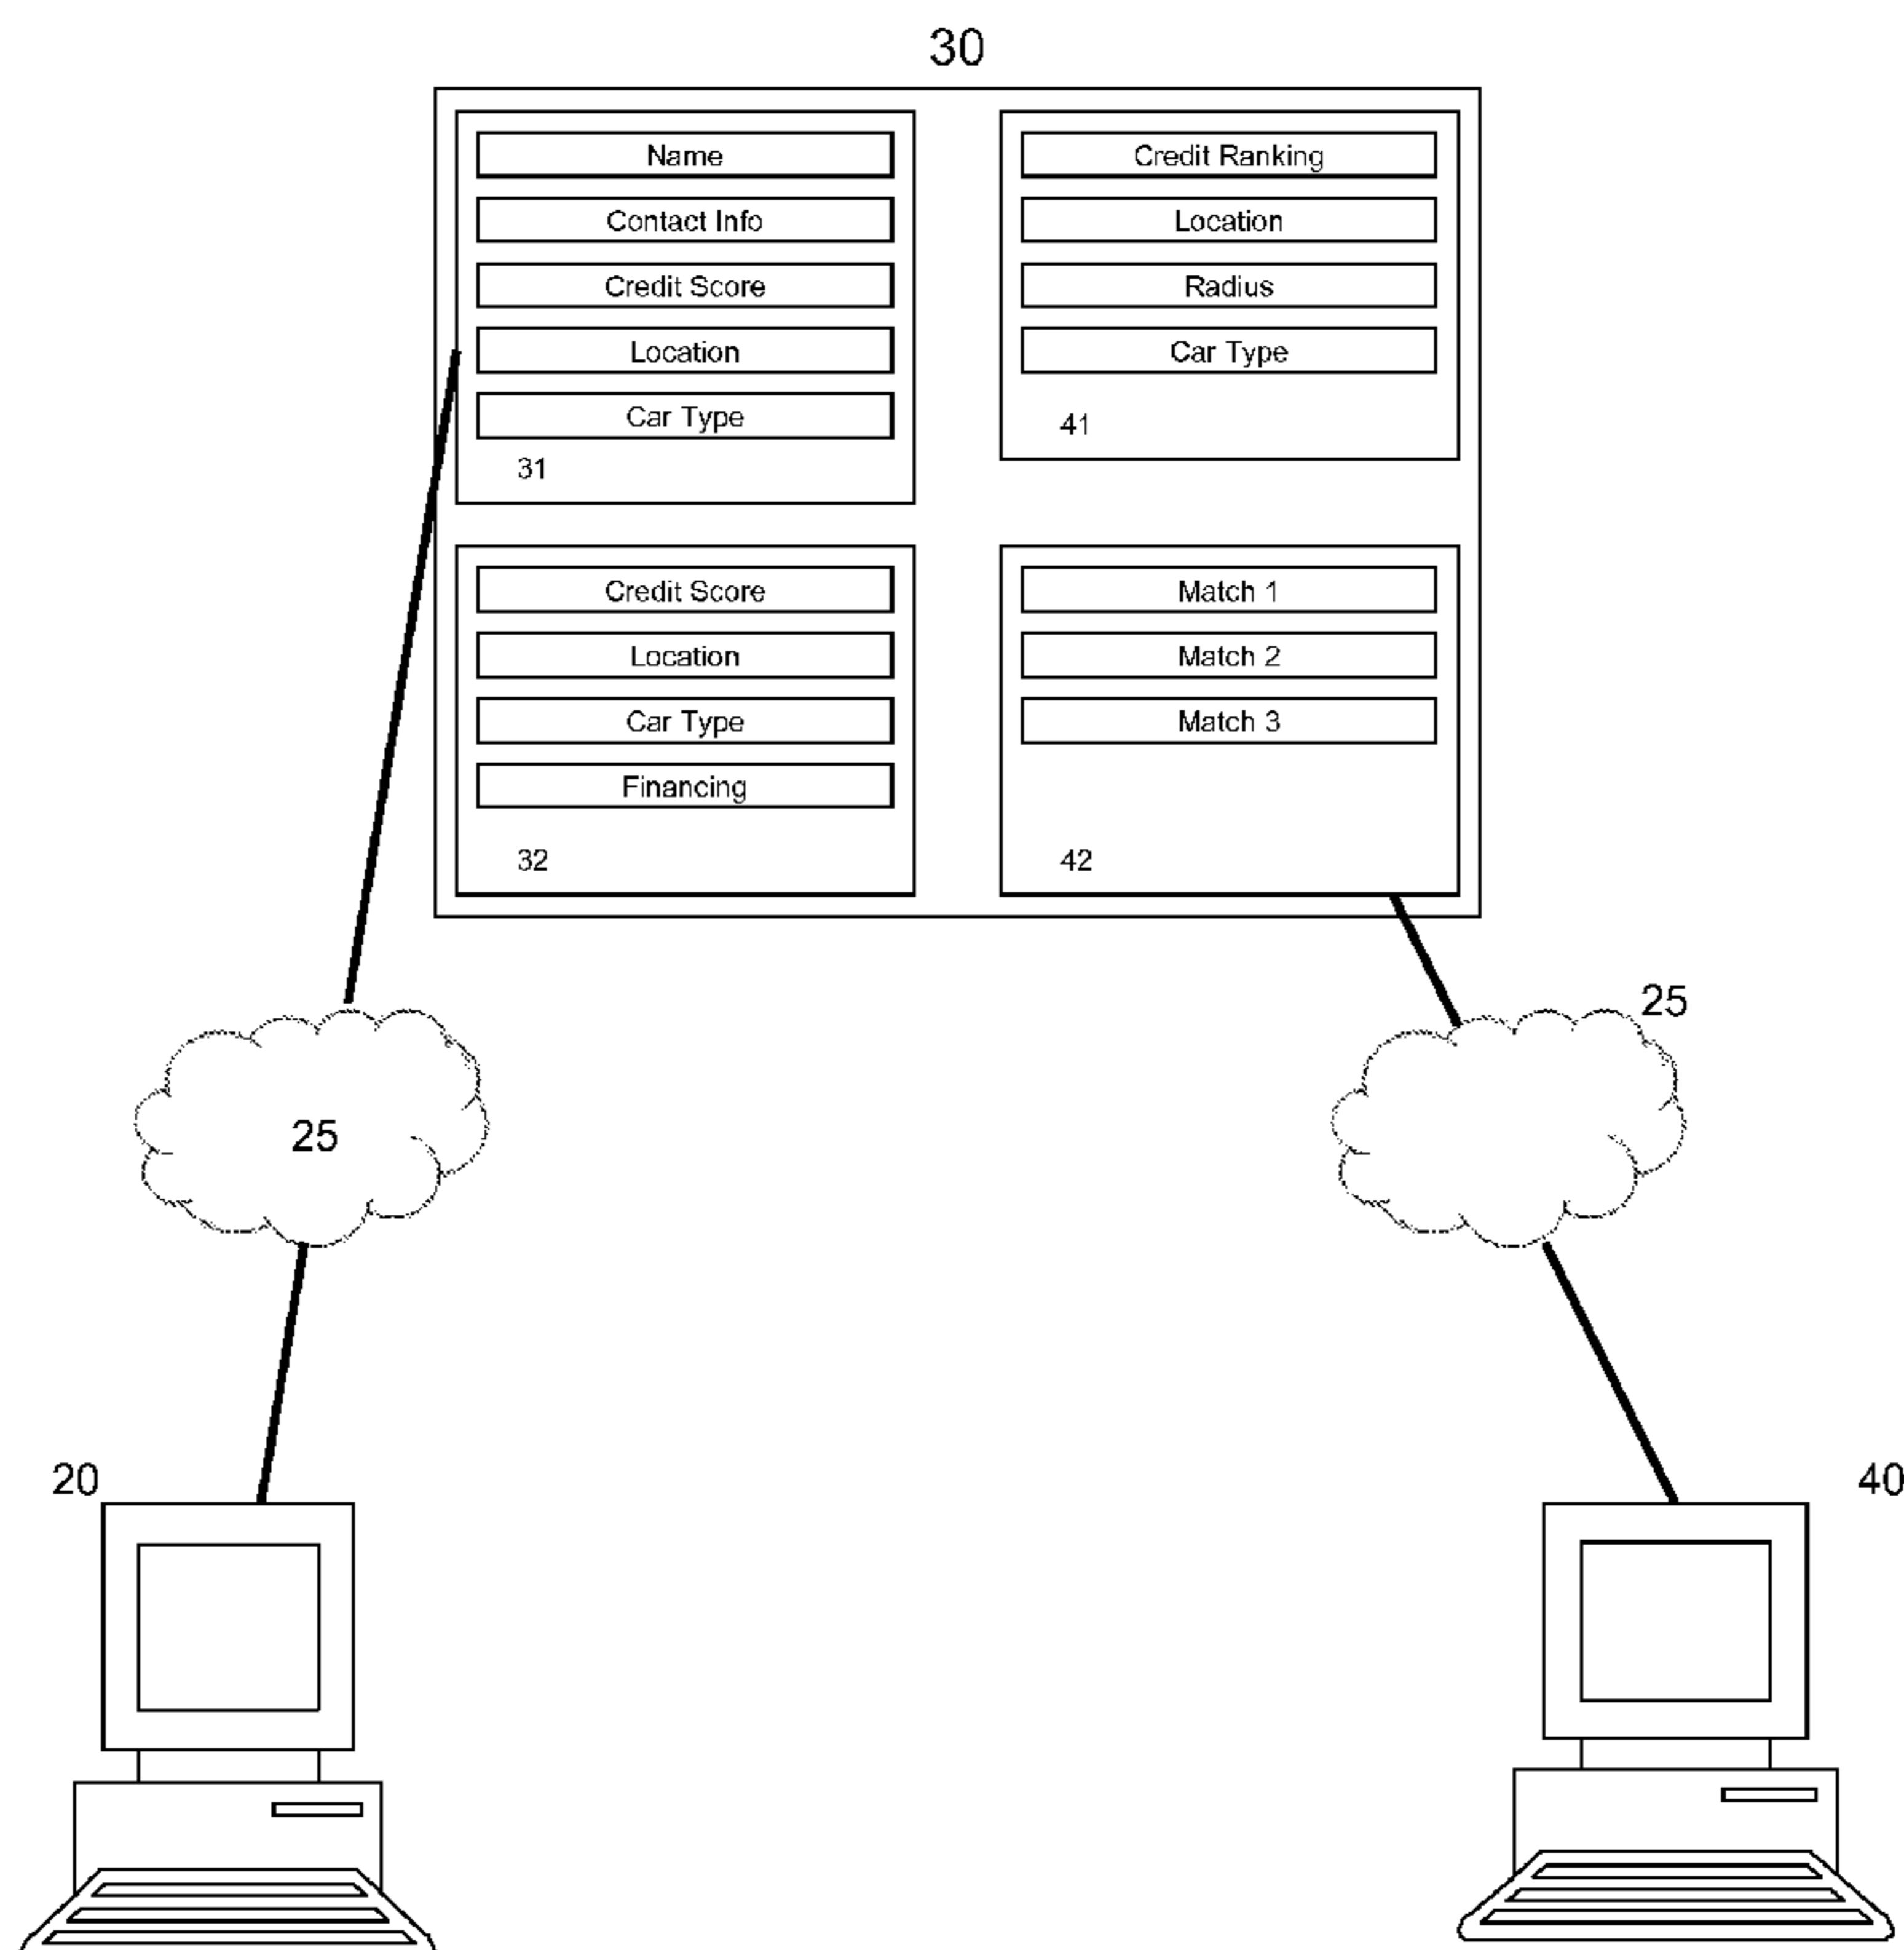 30
Name
Contact Info
Credit Score
Location
Car Type
31
Credit Ranking
Location
Radius
Car Type
41
Credit Score
Location
Car Type
Financing
32
Match 1
Match 2
Match 3
42
25
25
20
40